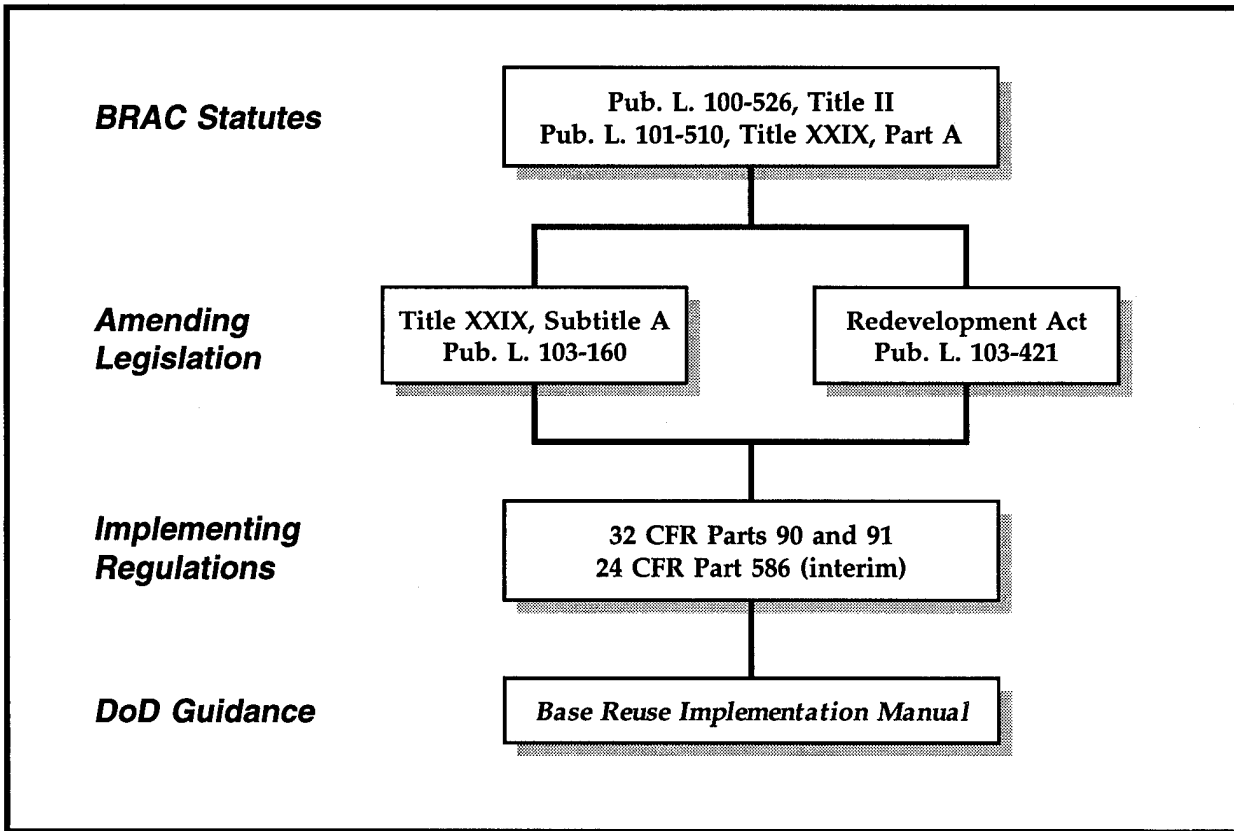 BRAC Statutes
Pub. L. 100-526, Title II
Pub. L. 101-510, Title XXIX, Part A
Amending
Legislation
Title XXIX, Subtitle A
Pub. L. 103-160
Redevelopment Act
Pub. L. 103-421
Implementing
Regulations
32 CFR Parts 90 and 91
24 CFR Part 586 (interim)
DoD Guidance
Base Reuse Implementation Manual